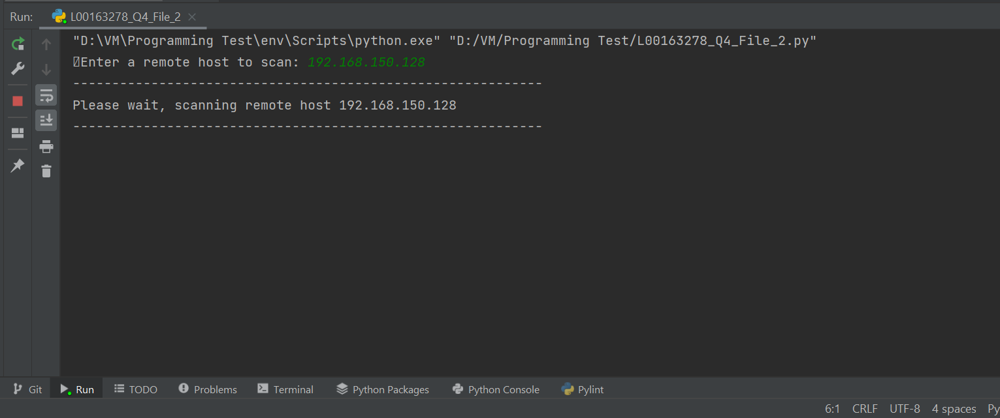 Run: L00163278_Q4_File_2
"D:\VM\Programming Test\env\Scripts\python.exe" "D:/VM/Programming Test/L00163278_Q4_File_2.py"
Enter a remote host to scan: 192.168.150.128
------------------------------------------------------------
Please wait, scanning remote host 192.168.150.128
------------------------------------------------------------
Git Run TODO Problems Terminal Python Packages Python Console Pylint
6:1 CRLF UTF-8 4 spaces Py